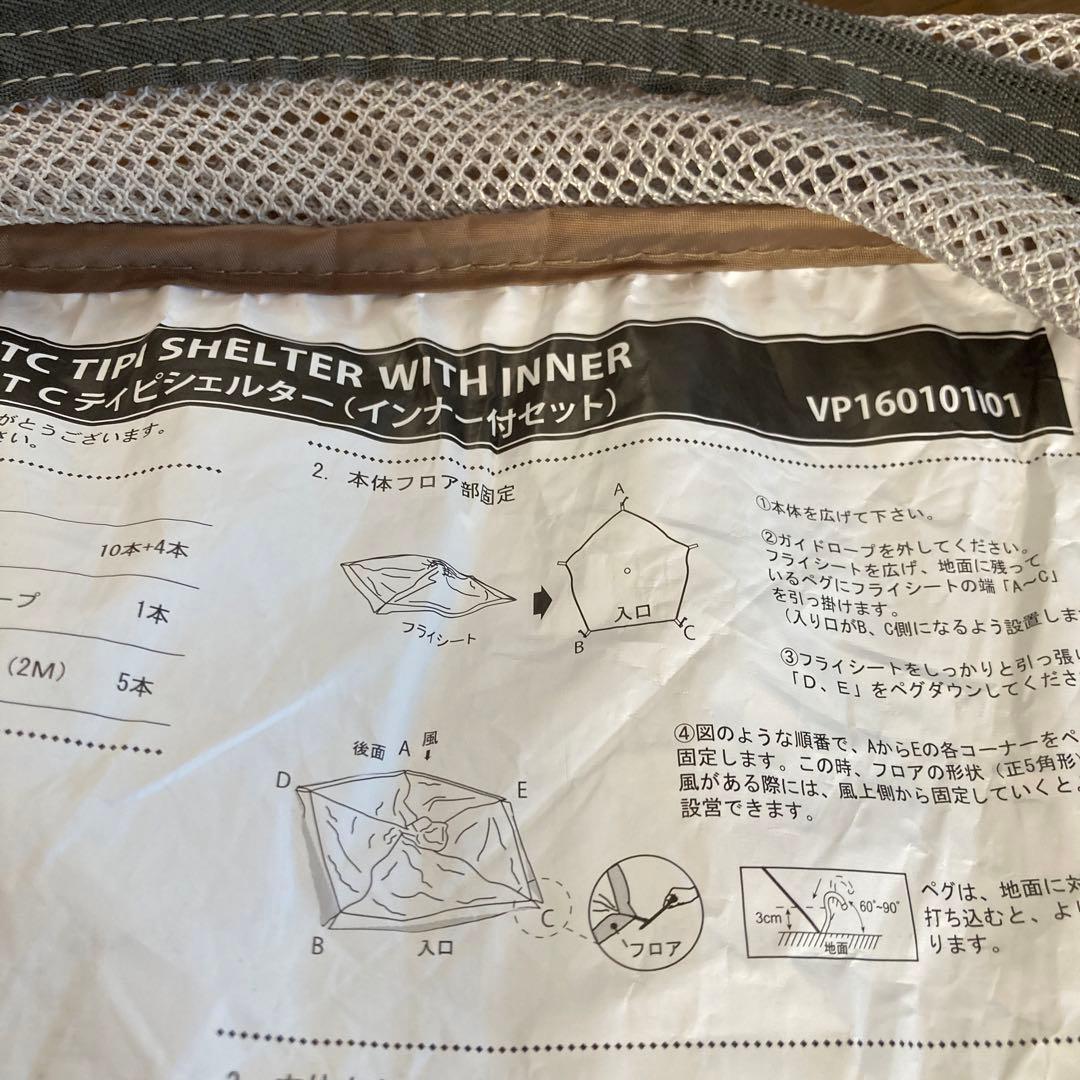 TC TIPI SHELTER WITH INNER
TCティピシェルター(インナー付セット)
VP160101I01
がとうございます。
さい。
10本+4本
ープ 1本
(2M) 5本
2. 本体フロア部固定
フライシート
A
入口
B
C
①本体を広げて下さい。
②ガイドロープを外してください。
フライシートを広げ、地面に残って
いるペグにフライシートの端「A～C」
を引っ掛けます。
(入り口がB、C側になるよう設置しま
③フライシートをしっかりと引っ張り
「D、E」をペグダウンしてくださ
④図のような順番で、AからEの各コーナーをペ
固定します。この時、フロアの形状(正5角形)
風がある際には、風上側から固定していくと。
設営できます。
後面 A 風
D
E
B
入口
C
フロア
3cm
60°~90°
地面
ペグは、地面に対
打ち込むと、より
ります。